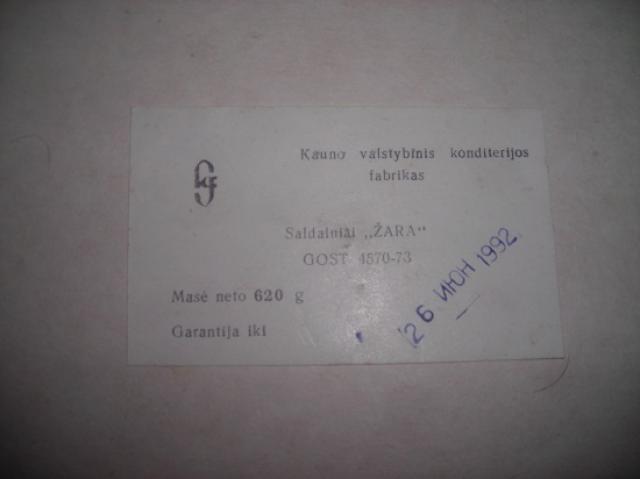 Kauno valstybinis konditerijos
fabrikas
Saldainiai „ŽARA“
GOST 4570-73
Masė neto 620 g
Garantija iki
26 ИЮН 1992